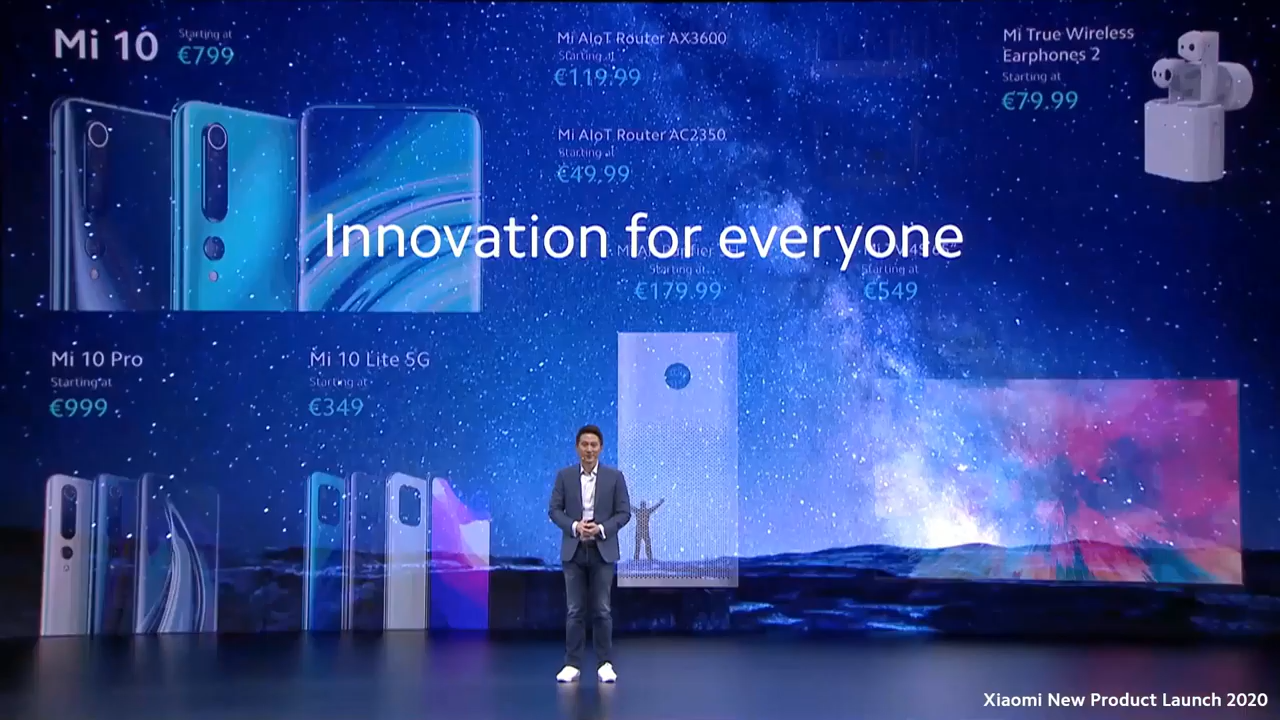 Mi 10
Starting at
€799
Mi AIoT Router AX3600
Starting at
€119.99
Mi AIoT Router AC2350
Starting at
€49.99
Mi True Wireless
Earphones 2
Starting at
€79.99
Innovation for everyone
Starting at
€179.99
Starting at
€549
Mi 10 Pro
Starting at
€999
Mi 10 Lite 5G
Starting at
€349
Xiaomi New Product Launch 2020